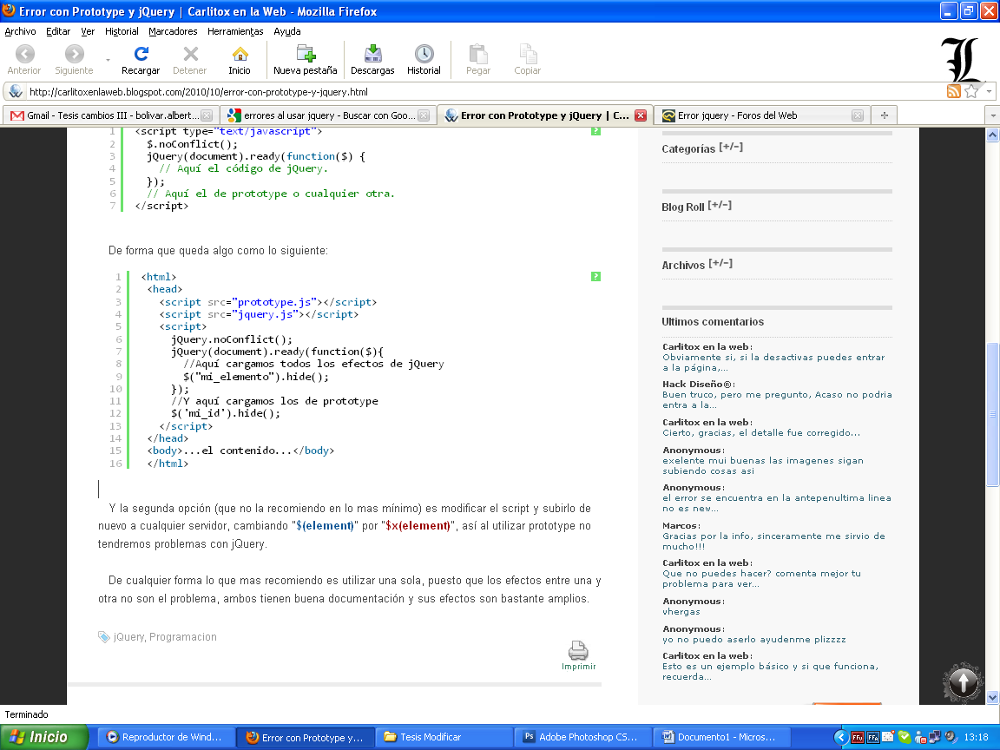 Error con Prototype y jQuery | Carlitox en la Web - Mozilla Firefox
Archivo Editar Ver Historial Marcadores Herramientas Ayuda
Anterior Siguiente Recargar Detener Inicio Nueva pestaña Descargas Historial Pegar Copiar
http://carlitoxenlaweb.blogspot.com/2010/10/error-con-prototype-y-jquery.html
Gmail - Tesis cambios III - bolivar.albert... errores al usar jquery - Buscar con Goo... Error con Prototype y jQuery | C... Error jquery - Foros del Web
1 <script type="text/javascript">
2 $.noConflict();
3 jQuery(document).ready(function($) {
4 // Aquí el código de jQuery.
5 });
6 // Aquí el de prototype o cualquier otra.
7 </script>
De forma que queda algo como lo siguiente:
1 <html>
2 <head>
3 <script src="prototype.js"></script>
4 <script src="jquery.js"></script>
5 <script>
6 jQuery.noConflict();
7 jQuery(document).ready(function($){
8 //Aquí cargamos todos los efectos de jQuery
9 $("mi_elemento").hide();
10 });
11 //Y aquí cargamos los de prototype
12 $('mi_id').hide();
13 </script>
14 </head>
15 <body>...el contenido...</body>
16 </html>
Y la segunda opción (que no la recomiendo en lo mas mínimo) es modificar el script y subirlo de
nuevo a cualquier servidor, cambiando "$(element)" por "$x(element)", así al utilizar prototype no
tendremos problemas con jQuery.
De cualquier forma lo que mas recomiendo es utilizar una sola, puesto que los efectos entre una y
otra no son el problema, ambos tienen buena documentación y sus efectos son bastante amplios.
jQuery, Programacion
Imprimir
Categorías [+/-]
Blog Roll [+/-]
Archivos [+/-]
Ultimos comentarios
Carlitox en la web:
Obviamente si, si la desactivas puedes entrar
a la página,...
Hack Diseño®:
Buen truco, pero me pregunto, Acaso no podria
entra a la...
Carlitox en la web:
Cierto, gracias, el detalle fue corregido...
Anonymous:
exelente mui buenas las imagenes sigan
subiendo cosas asi
Anonymous:
el error se encuentra en la antepenultima linea
no es new...
Marcos:
Gracias por la info, sinceramente me sirvio de
mucho!!!
Carlitox en la web:
Que no puedes hacer? comenta mejor tu
problema para ver...
Anonymous:
vhergas
Anonymous:
yo no puedo aserlo ayudenme plizzzz
Carlitox en la web:
Esto es un ejemplo básico y si que funciona,
recuerda...
Terminado
Inicio Reproductor de Wind... Error con Prototype y... Tesis Modificar Adobe Photoshop CS... Documento1 - Micros... 13:18